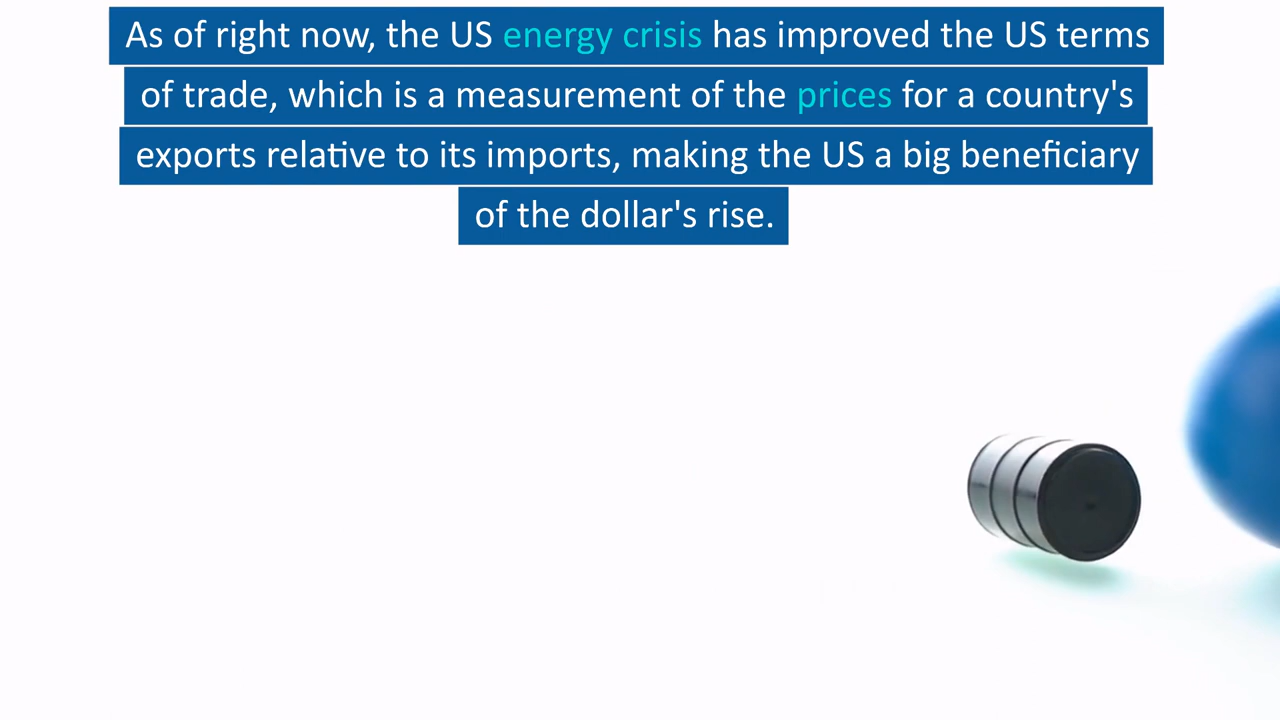 As of right now, the US energy crisis has improved the US terms
of trade, which is a measurement of the prices for a country's
exports relative to its imports, making the US a big beneficiary
of the dollar's rise.